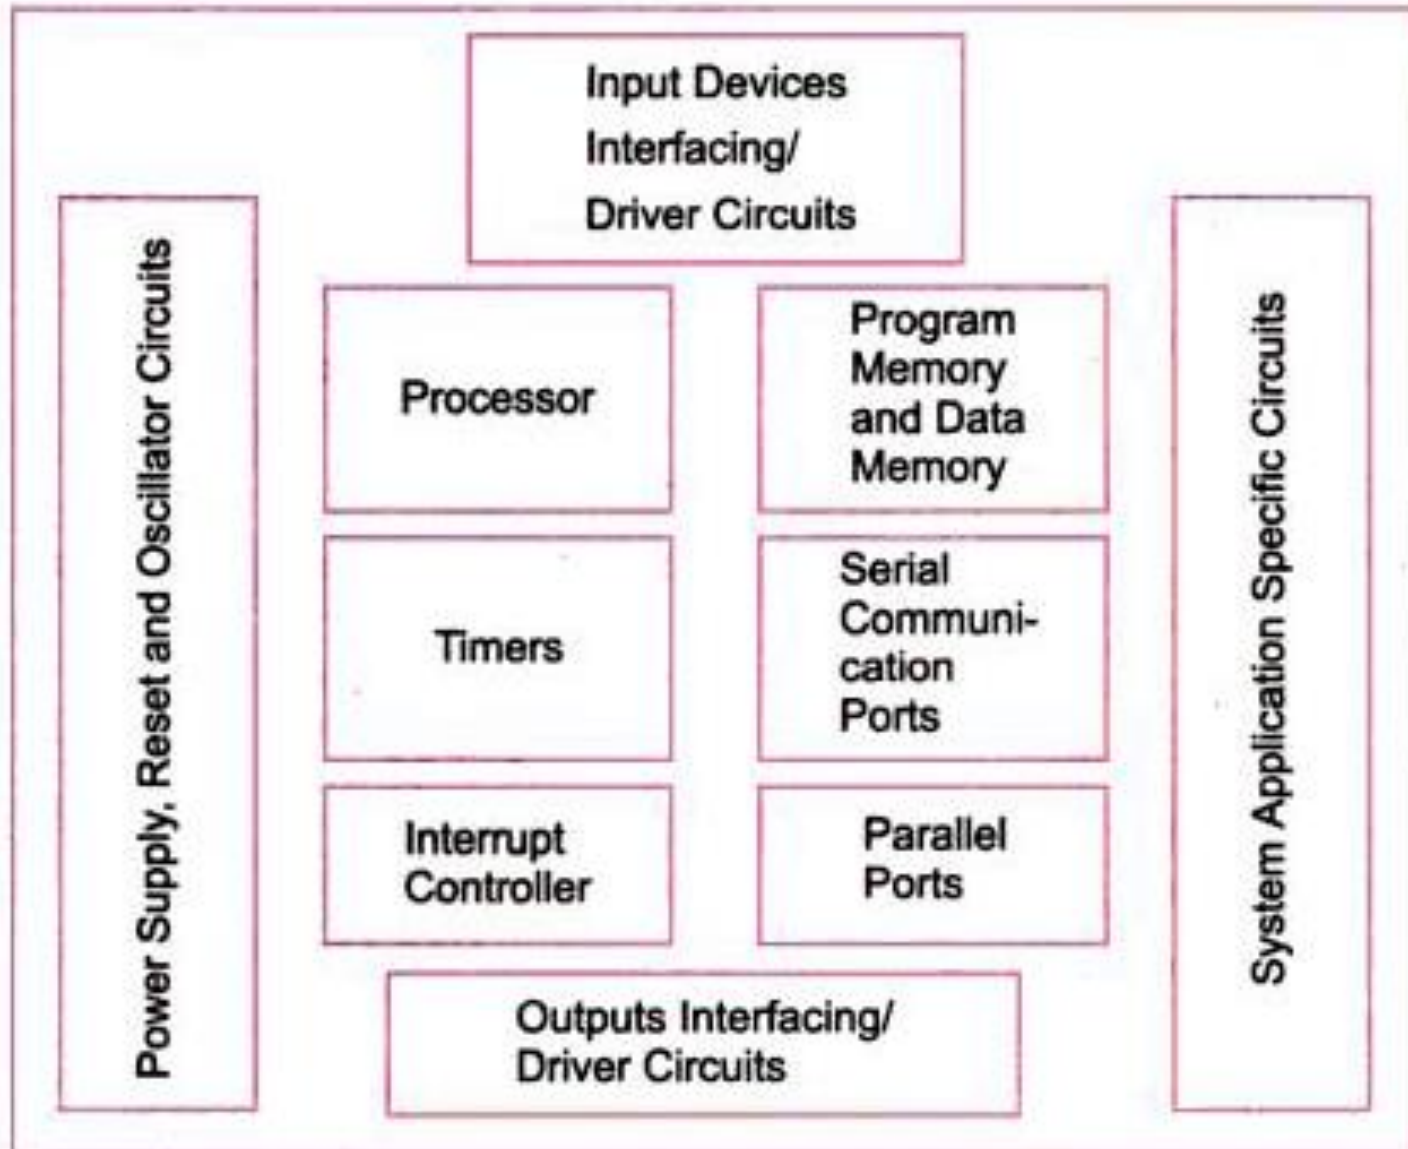 Input Devices
Interfacing/
Driver Circuits
Power Supply, Reset and Oscillator Circuits
Processor
Program
Memory
and Data
Memory
System Application Specific Circuits
Timers
Serial
Communi-
cation
Ports
Interrupt
Controller
Parallel
Ports
Outputs Interfacing/
Driver Circuits